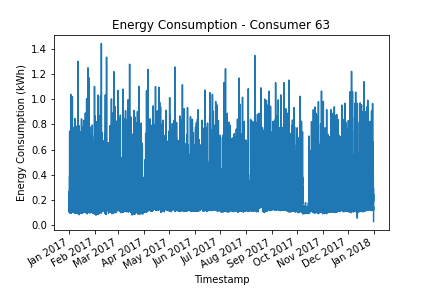 Energy Consumption - Consumer 63
Energy Consumption (kWh)
1.4
1.2
1.0
0.8
0.6
0.4
0.2
0.0
Jan 2017
Feb 2017
Mar 2017
Apr 2017
May 2017
Jun 2017
Jul 2017
Aug 2017
Sep 2017
Oct 2017
Nov 2017
Dec 2017
Jan 2018
Timestamp